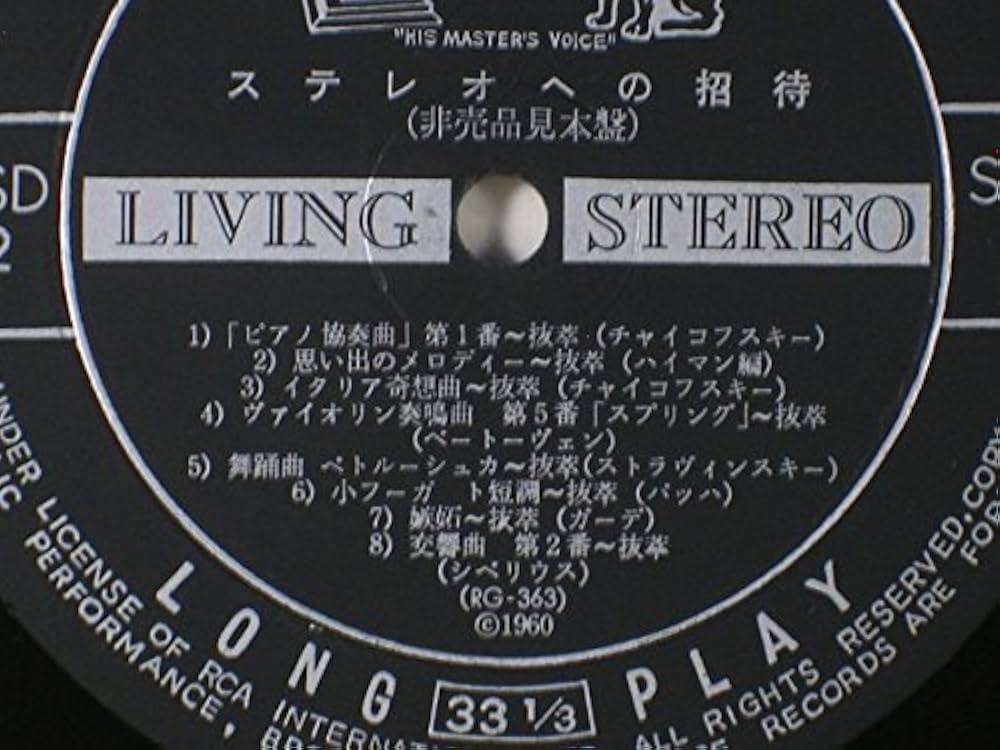 "HIS MASTER'S VOICE"
ステレオへの招待
(非売品見本盤)
SD
2
LIVING STEREO
S
1)「ピアノ協奏曲」第1番~抜萃 (チャイコフスキー)
2) 思い出のメロディー~抜萃 (ハイマン編)
3) イタリア奇想曲~抜萃 (チャイコフスキー)
4) ヴァイオリン奏鳴曲 第5番「スプリング」~抜萃
(ベートーヴェン)
5) 舞踊曲 ペトルーシュカ~抜萃(ストラヴィンスキー)
6) 小フーガ ト短調~抜萃 (バッハ)
7) 嫉妬~抜萃 (ガーデ)
8) 交響曲 第2番~抜萃
(シベリウス)
(RG-363)
©1960
LONG PLAY
33 1/3
UNDER LICENSE OF RCA INTERNATI
PERFORMANCE,
ALL RIGHTS RESERVED.
RECORDS ARE